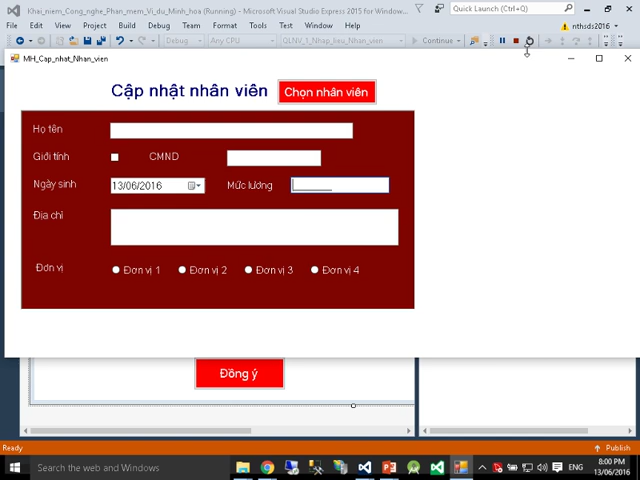 Khai_niem_Cong_nghe_Phan_mem_Vi_du_Minh_hoa (Running) - Microsoft Visual Studio Express 2015 for Window...
Quick Launch (Ctrl+Q)
File Edit View Project Build Debug Team Format Tools Test Window Help
nthsds2016
Debug Any CPU QLNV_1_Nhap_lieu_Nhan_vien Continue
MH_Cap_nhat_Nhan_vien
Cập nhật nhân viên
Chọn nhân viên
Họ tên
Giới tính CMND
Ngày sinh 13/06/2016 Mức lương
Địa chỉ
Đơn vị Đơn vị 1 Đơn vị 2 Đơn vị 3 Đơn vị 4
Đồng ý
Ready
Publish
Search the web and Windows
ENG
8:00 PM
13/06/2016